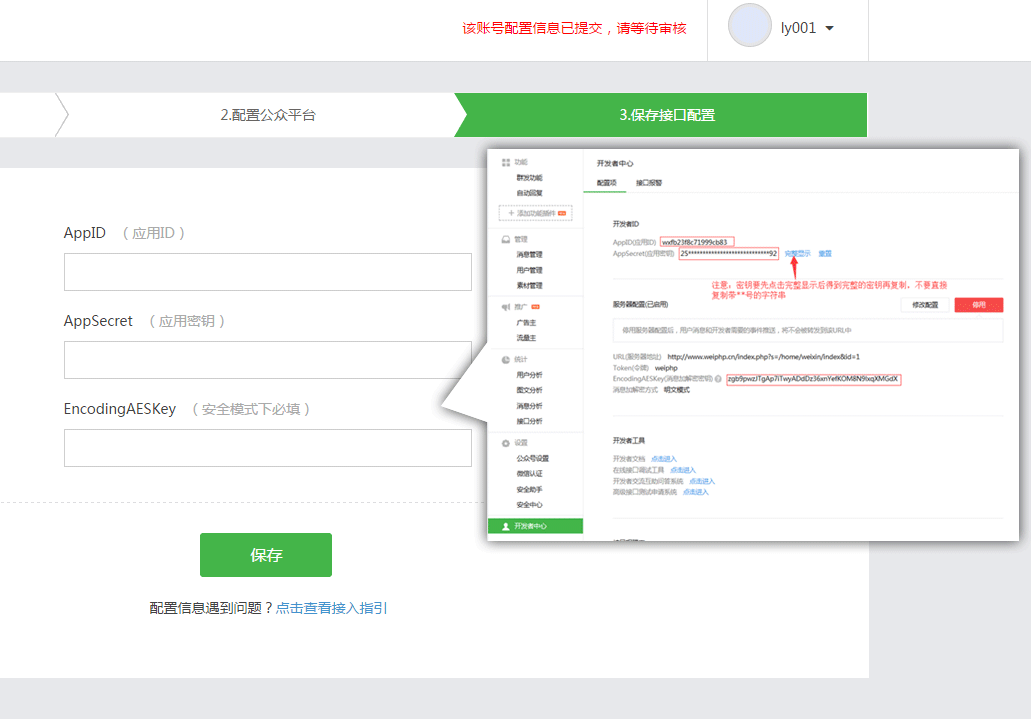 该账号配置信息已提交，请等待审核
ly001
2.配置公众平台
3.保存接口配置
AppID （应用ID）
AppSecret （应用密钥）
EncodingAESKey （安全模式下必填）
保存
配置信息遇到问题？点击查看接入指引
功能
群发功能
自动回复
添加功能插件
管理
消息管理
用户管理
素材管理
推广
广告主
流量主
统计
用户分析
图文分析
消息分析
接口分析
设置
公众号设置
微信认证
安全助手
安全中心
开发者中心
开发者中心
配置项 接口报警
开发者ID
AppID(应用ID) wxfb23f8c71999cb83
AppSecret(应用密钥) 25***************************92 完整显示 重置
注意，密钥要先点击完整显示后得到完整的密钥再复制，不要直接
复制带**号的字符串
服务器配置(已启用) 修改配置 停用
停用服务器配置后，用户消息和开发者需要的事件推送，将不会被转发到该URL中
URL(服务器地址) http://www.weiphp.cn/index.php?s=/home/weixin/index&id=1
Token(令牌) weiphp
EncodingAESKey(消息加解密密钥) zgb9pwzJTgAp7iTwyADdDz36xnYefKOM8N9IxqXMGdX
消息加解密方式 明文模式
开发者工具
开发者文档 点击进入
在线接口调试工具 点击进入
开发者交流互助问答系统 点击进入
高级接口测试申请系统 点击进入